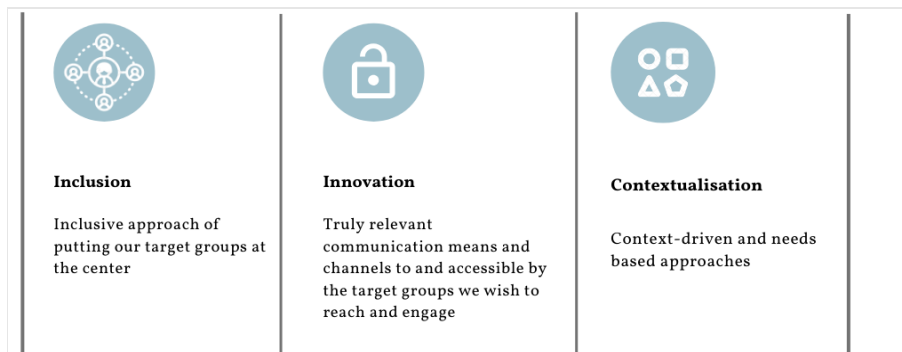 Inclusion
Inclusive approach of
putting our target groups at
the center
Innovation
Truly relevant
communication means and
channels to and accessible by
the target groups we wish to
reach and engage
Contextualisation
Context-driven and needs
based approaches